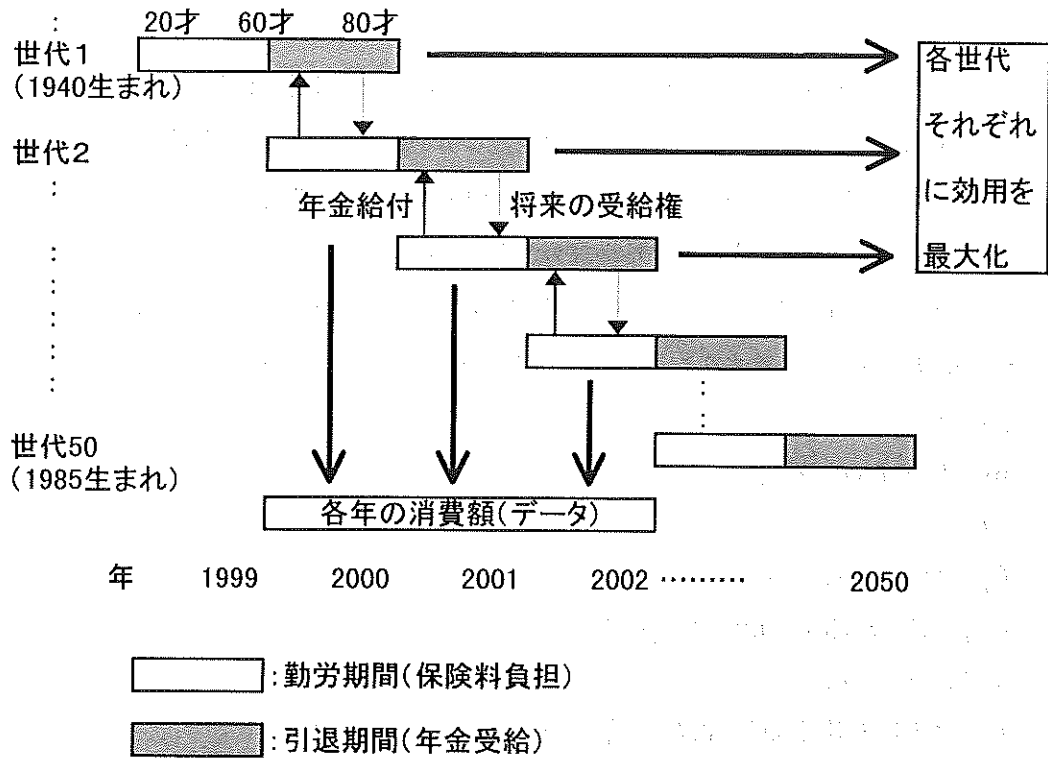 20才 60才 80才
世代1
(1940生まれ)
各世代
それぞれ
に効用を
最大化
世代2
年金給付
将来の受給権
世代50
(1985生まれ)
各年の消費額(データ)
年 1999 2000 2001 2002 ……… 2050
:勤労期間(保険料負担)
:引退期間(年金受給)